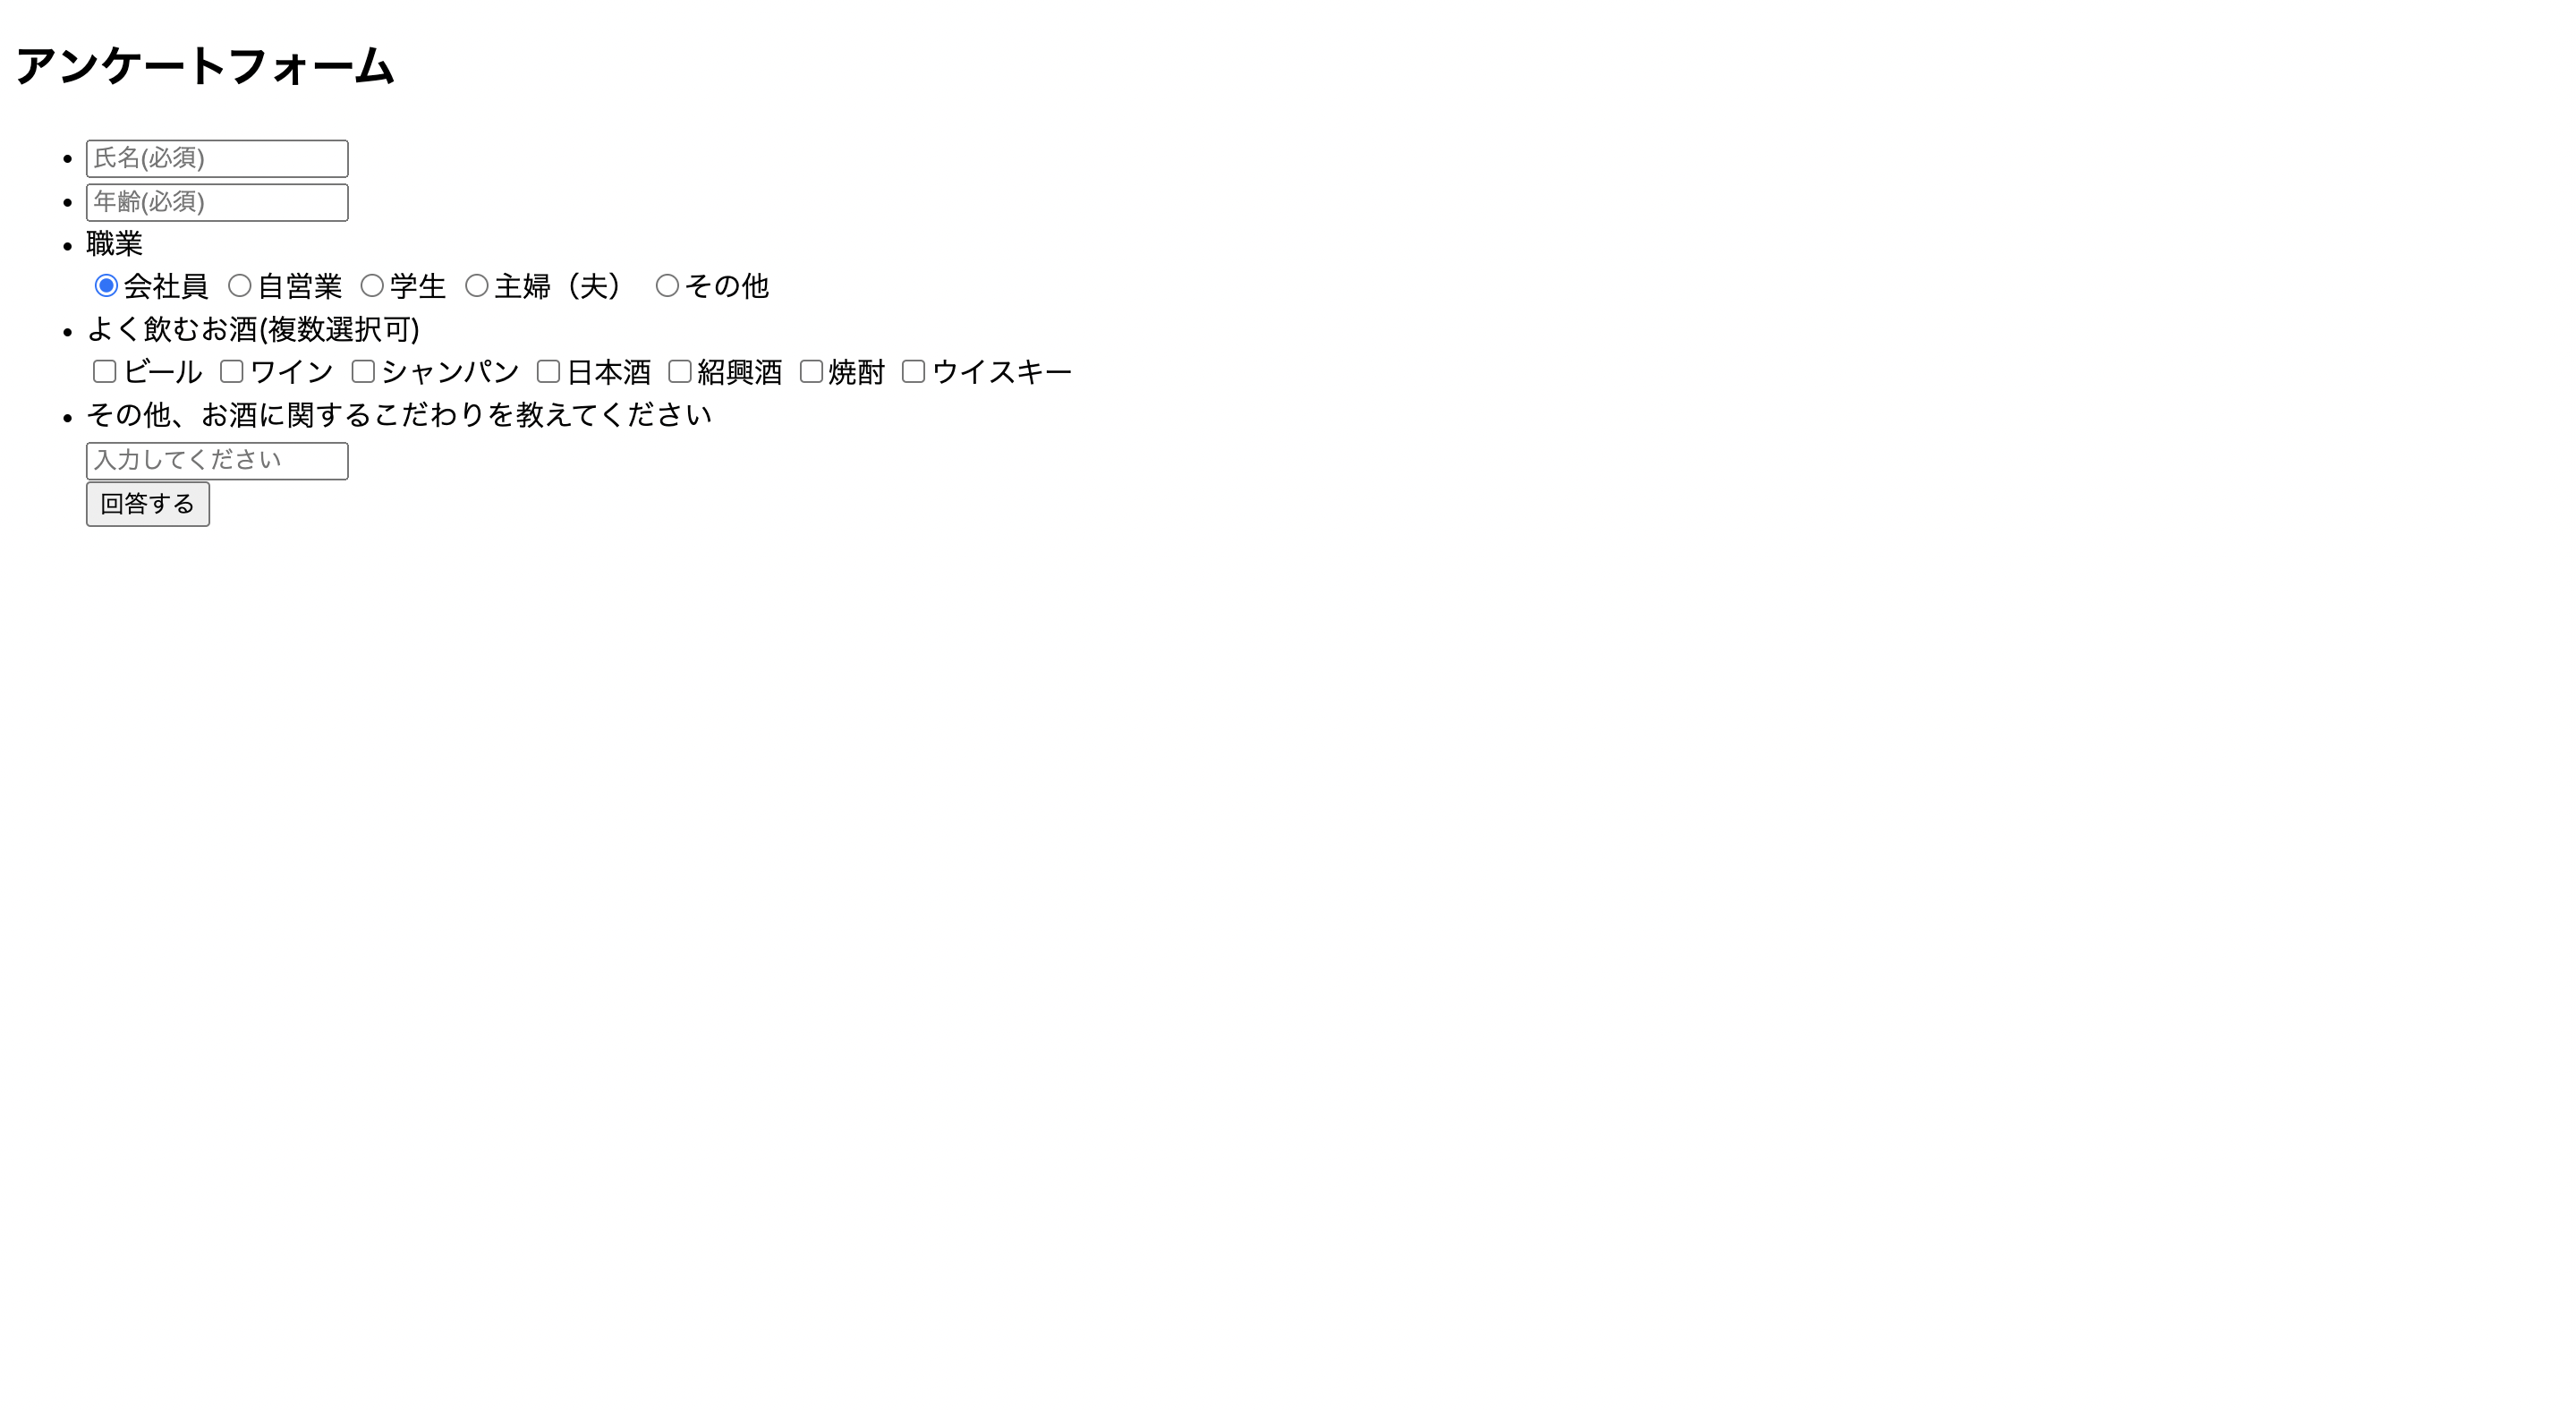 アンケートフォーム
氏名(必須)
年齢(必須)
職業
会社員 自営業 学生 主婦（夫） その他
よく飲むお酒(複数選択可)
ビール ワイン シャンパン 日本酒 紹興酒 焼酎 ウイスキー
その他、お酒に関するこだわりを教えてください
入力してください
回答する